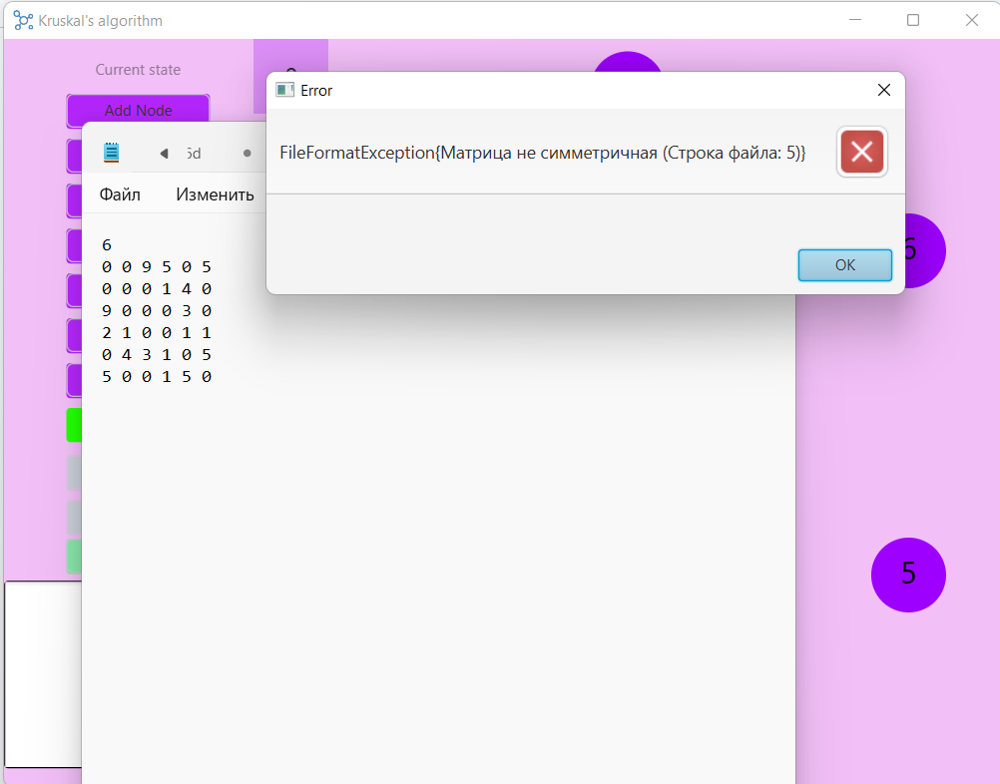 Kruskal's algorithm
Current state
Add Node
Error
FileFormatException{Матрица не симметричная (Строка файла: 5)}
OK
5d
Файл
Изменить
6
0 0 9 5 0 5
0 0 0 1 4 0
9 0 0 0 3 0
2 1 0 0 1 1
0 4 3 1 0 5
5 0 0 1 5 0
6
5